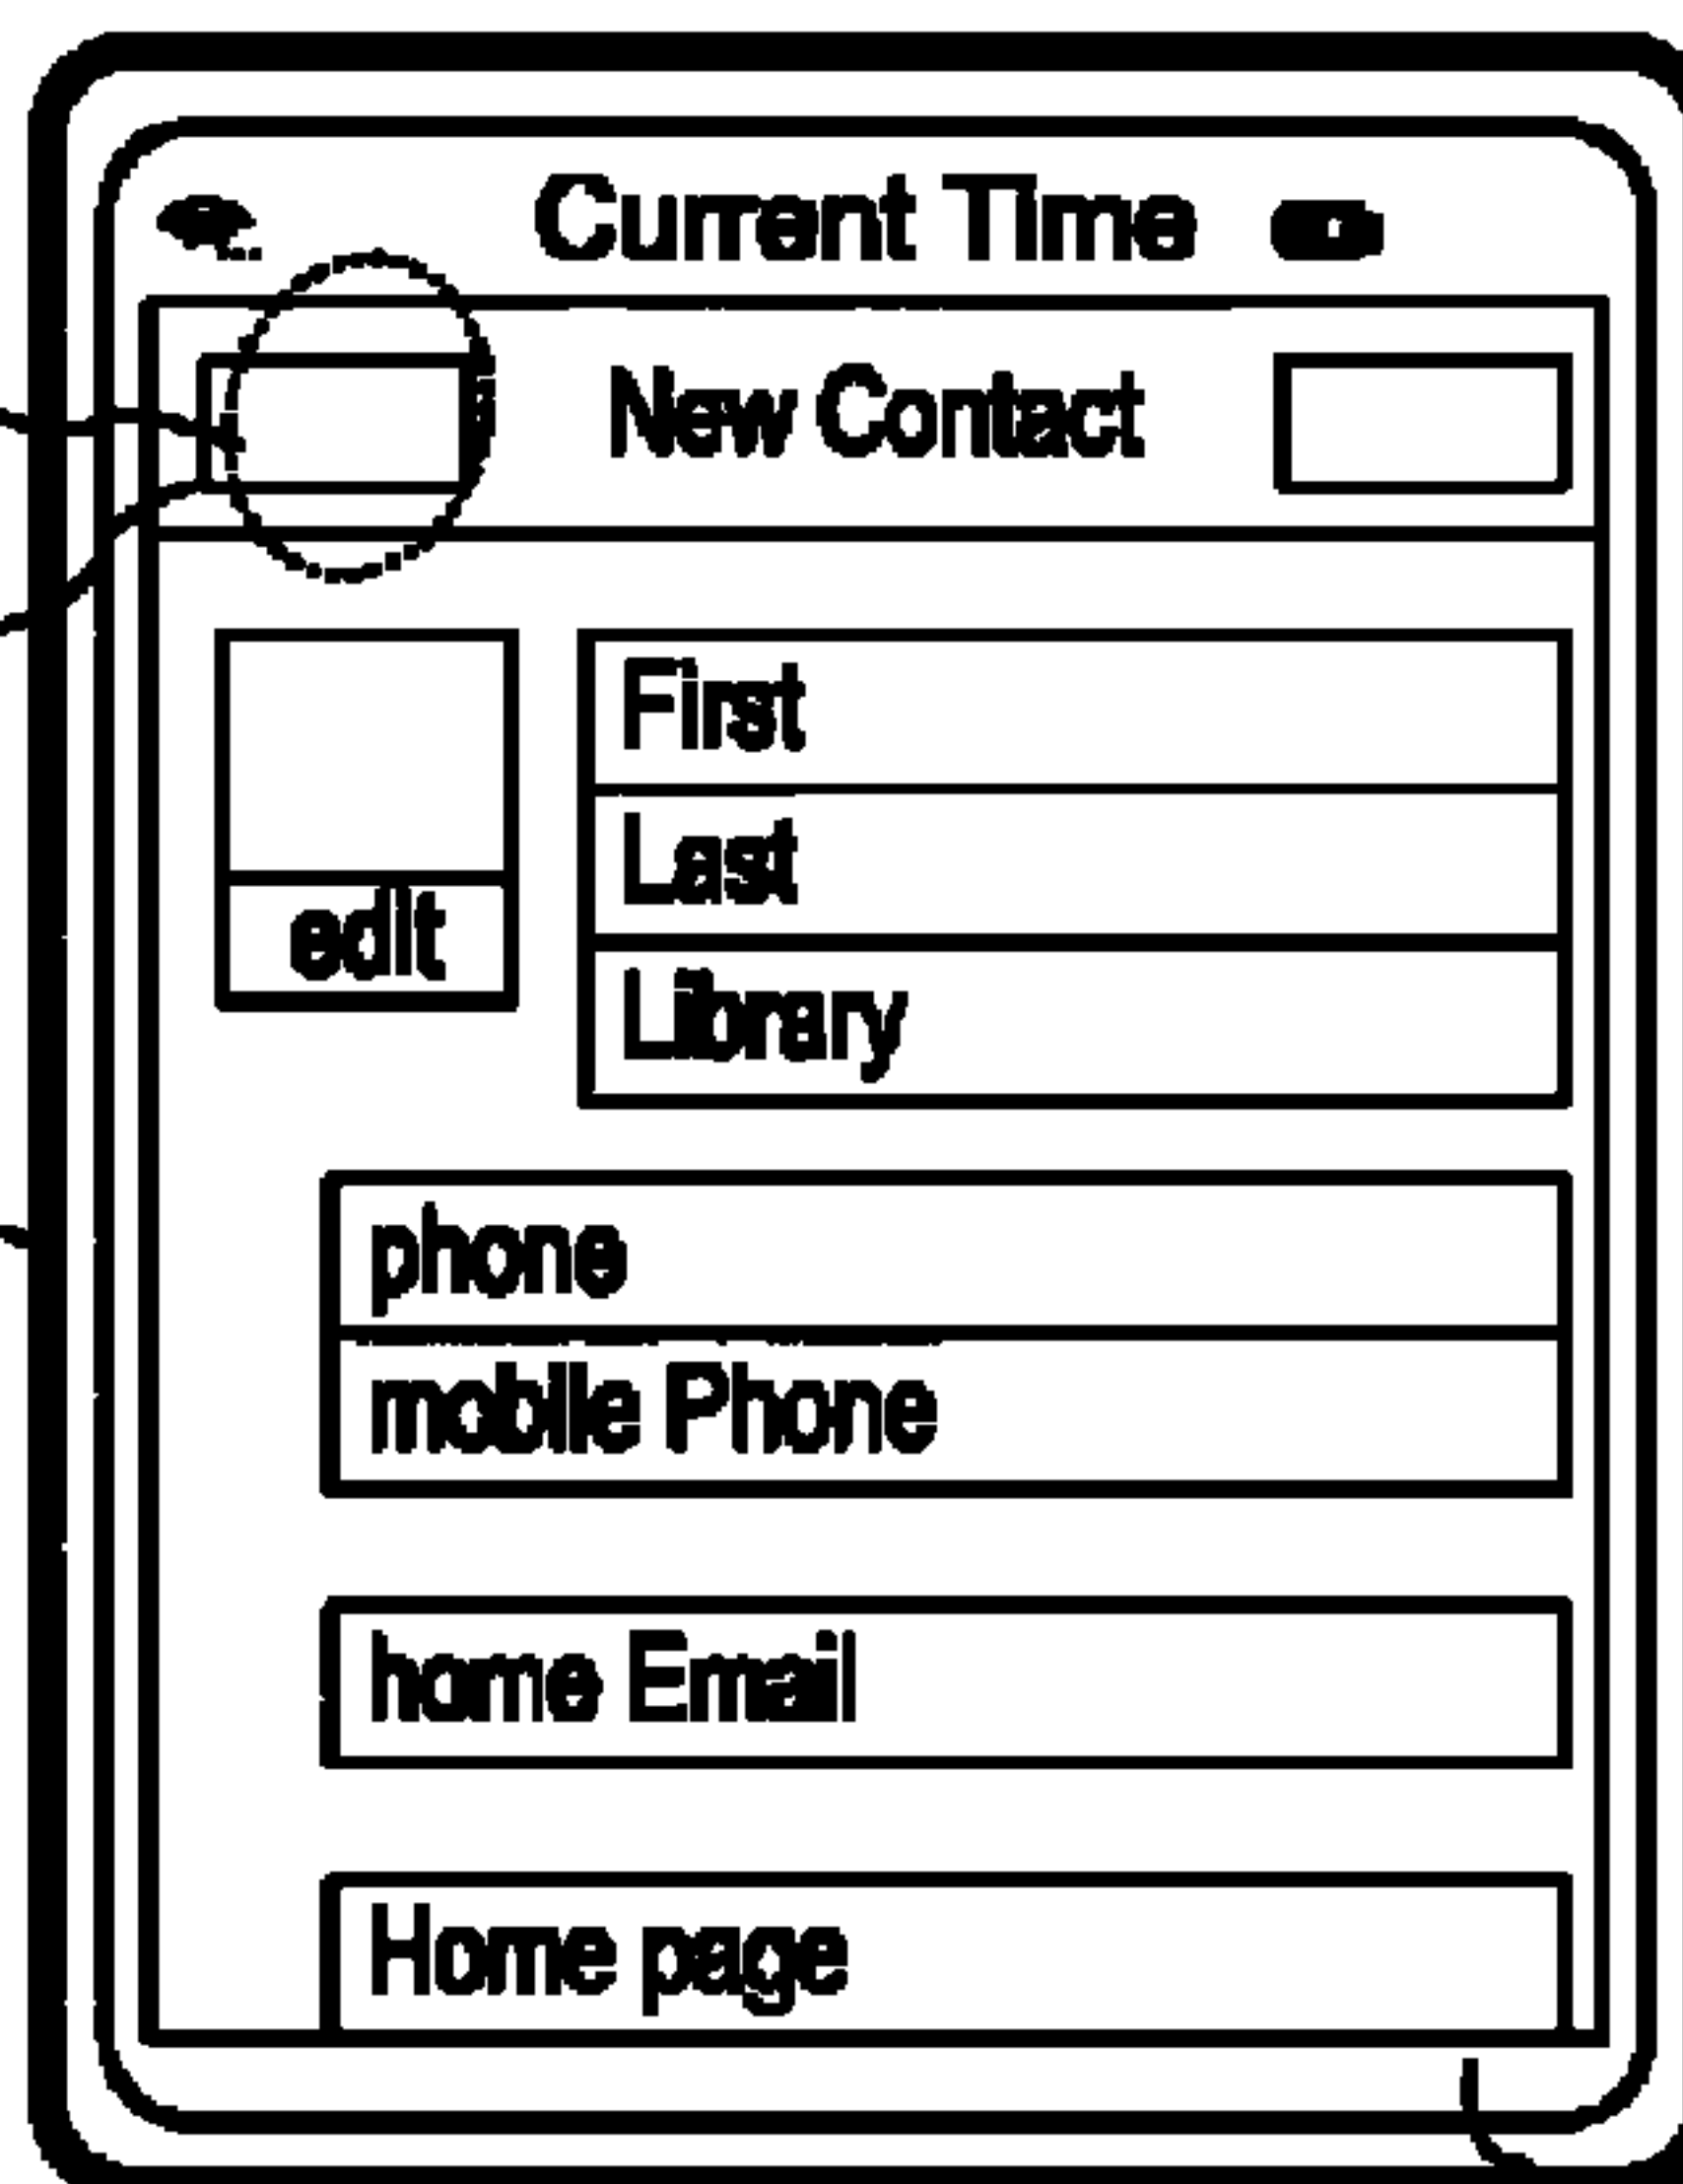 Current Time
New Contact
First
Last
edit
Library
phone
mobile Phone
home Email
Home page